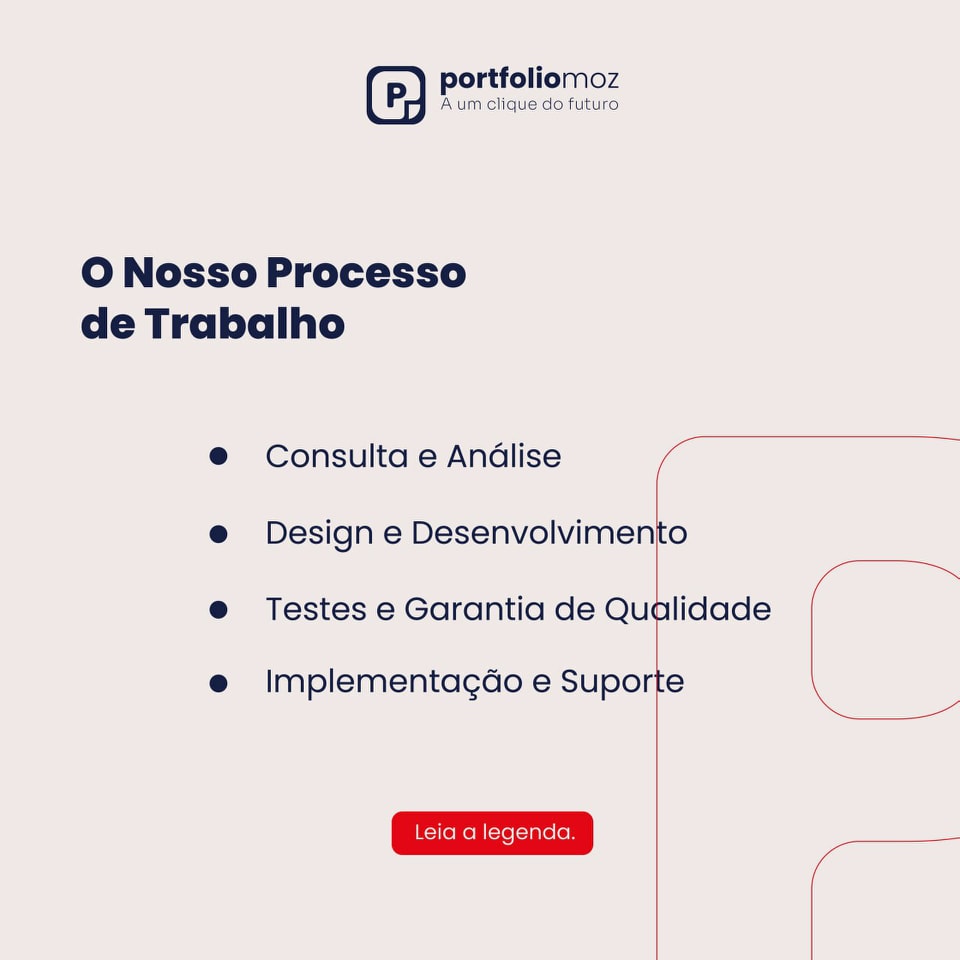 P
portfoliomoz
A um clique do futuro
O Nosso Processo
de Trabalho
● Consulta e Análise
● Design e Desenvolvimento
● Testes e Garantia de Qualidade
● Implementação e Suporte
Leia a legenda.